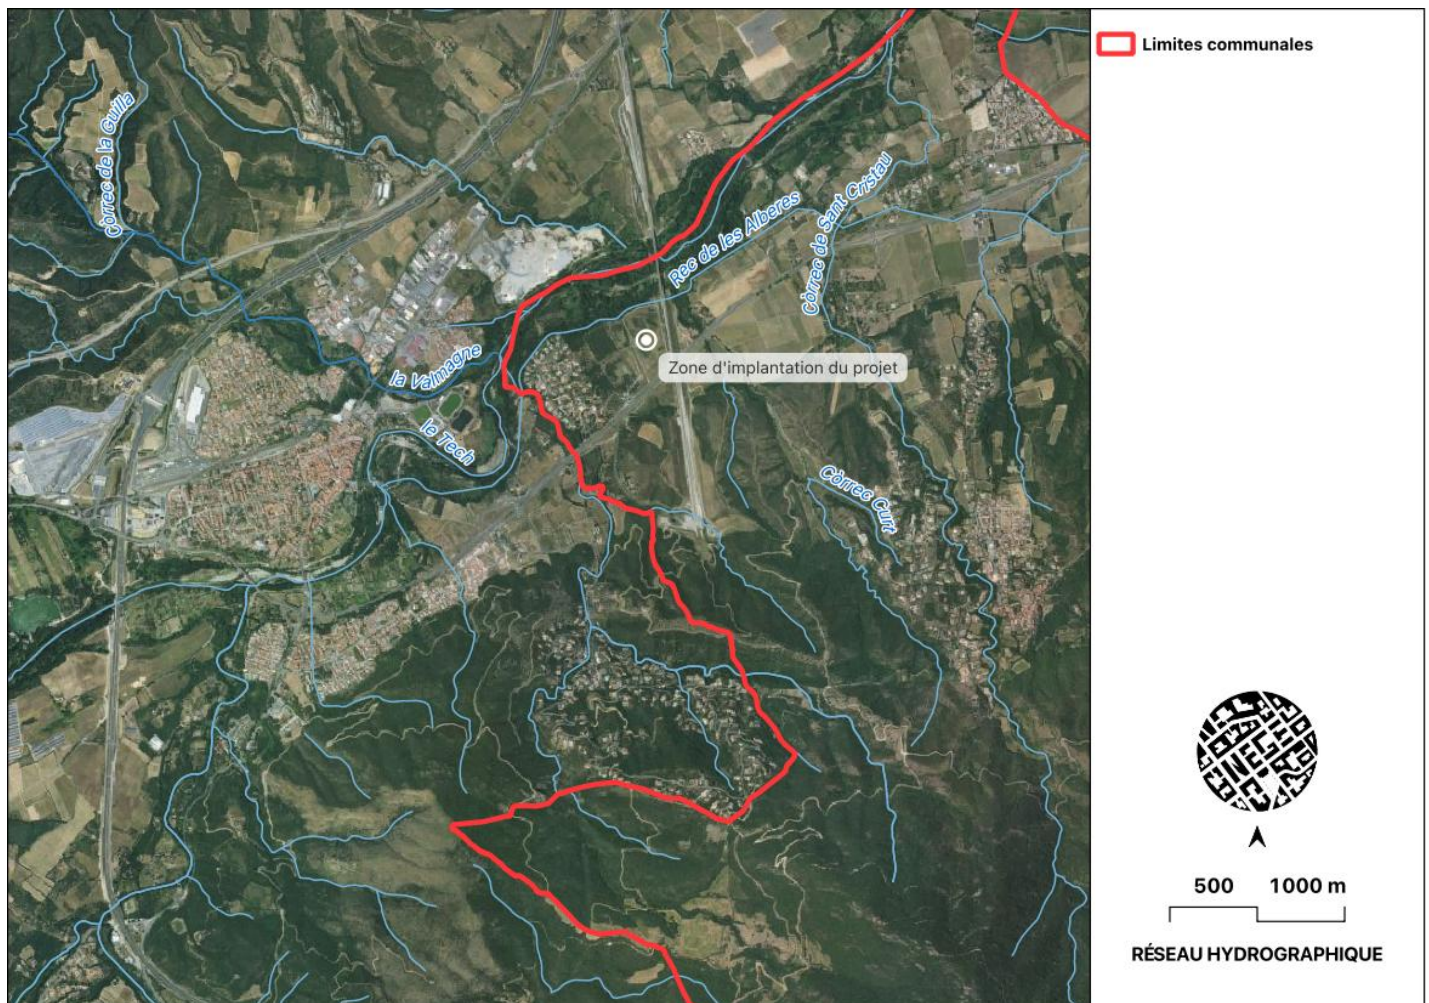 Limites communales
Còrrec de la Guilla
Rec de les Alberes
Còrrec de Sant Cristau
la Valmagne
le Tech
Zone d'implantation du projet
Còrrec Curt
500 1000 m
RÉSEAU HYDROGRAPHIQUE